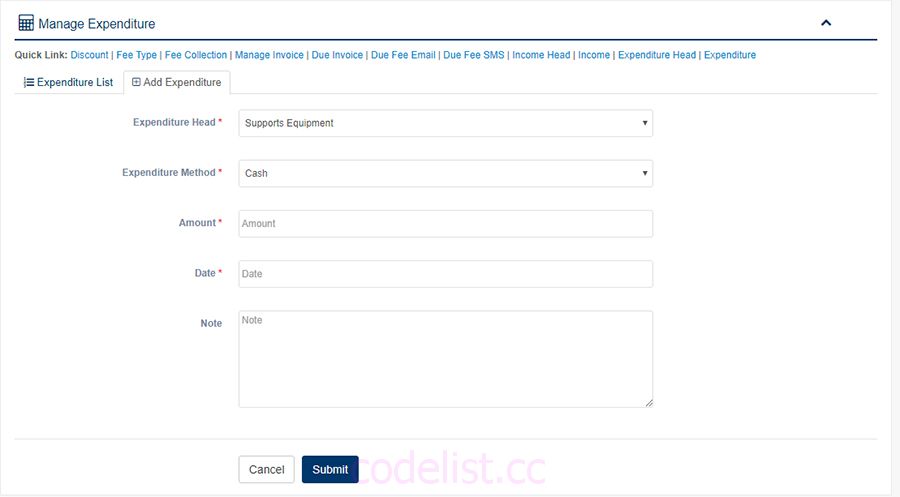 Manage Expenditure
Quick Link: Discount | Fee Type | Fee Collection | Manage Invoice | Due Invoice | Due Fee Email | Due Fee SMS | Income Head | Income | Expenditure Head | Expenditure
Expenditure List Add Expenditure
Expenditure Head * Supports Equipment
Expenditure Method * Cash
Amount * Amount
Date * Date
Note Note
Cancel Submit codelist.cc